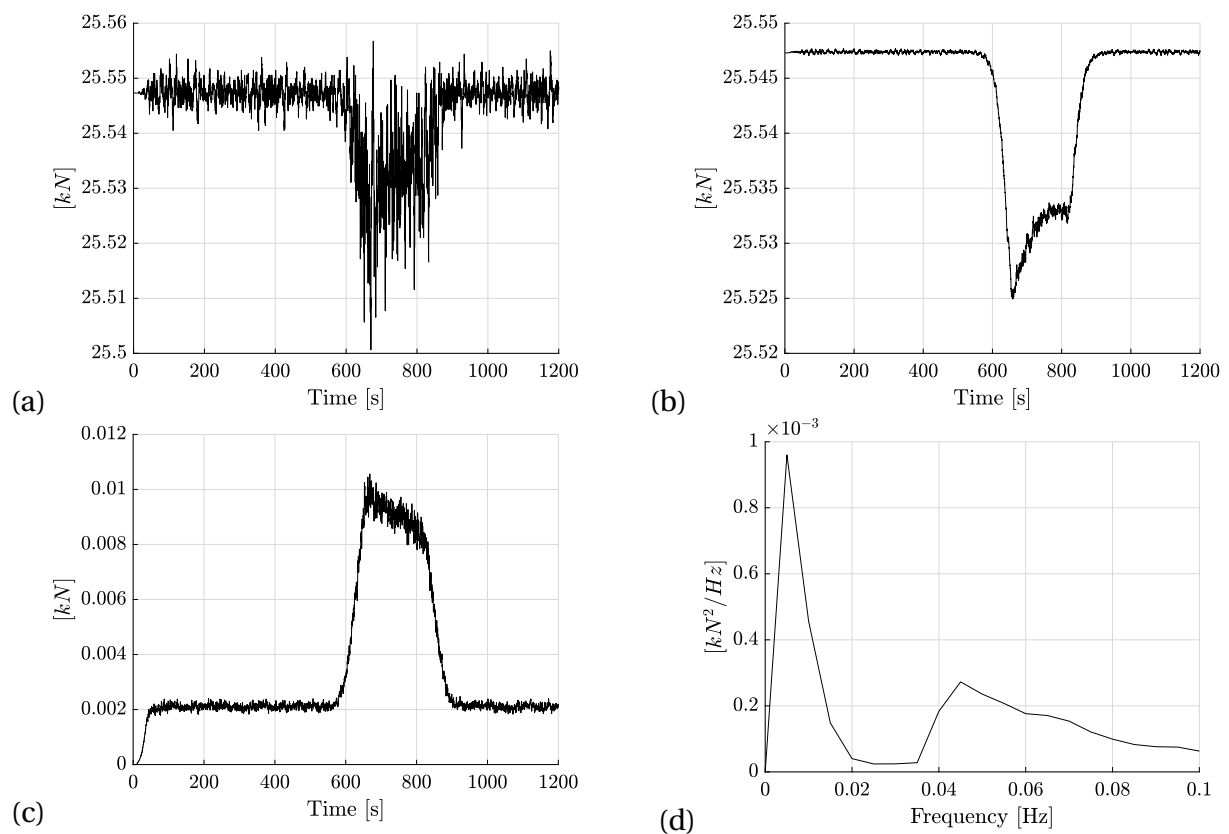 25.56
25.55
25.54
25.53
25.52
25.51
25.5
[kN]
0 200 400 600 800 1000 1200
Time [s]
(a)
25.55
25.545
25.54
25.535
25.53
25.525
25.52
[kN]
0 200 400 600 800 1000 1200
Time [s]
(b)
0.012
0.01
0.008
0.006
0.004
0.002
0
[kN]
0 200 400 600 800 1000 1200
Time [s]
(c)
×10⁻³
1
0.8
0.6
0.4
0.2
0
[kN²/Hz]
0 0.02 0.04 0.06 0.08 0.1
Frequency [Hz]
(d)